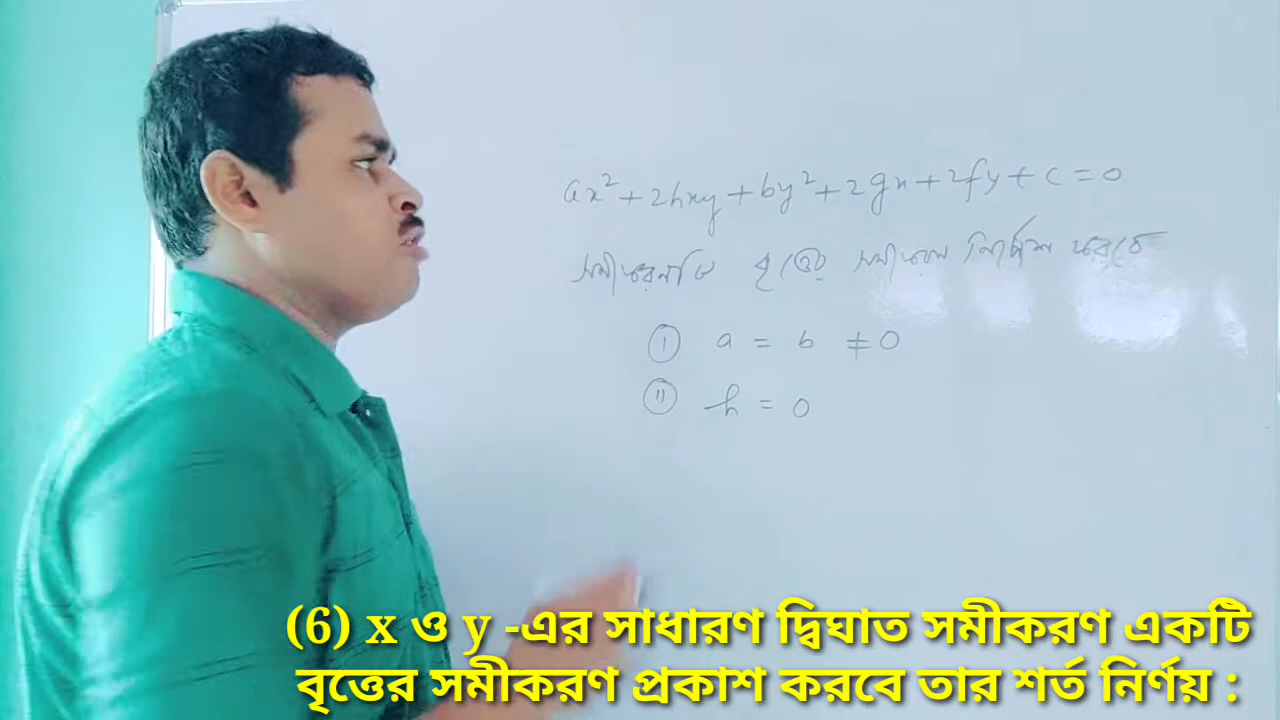 ax² + 2hxy + by² + 2gx + 2fy + c = 0
সমীকরণটি বৃত্তের সমীকরণ নির্দেশ করবে
(i) a = b ≠ 0
(ii) h = 0
(6) x ও y -এর সাধারণ দ্বিঘাত সমীকরণ একটি
বৃত্তের সমীকরণ প্রকাশ করবে তার শর্ত নির্ণয় :